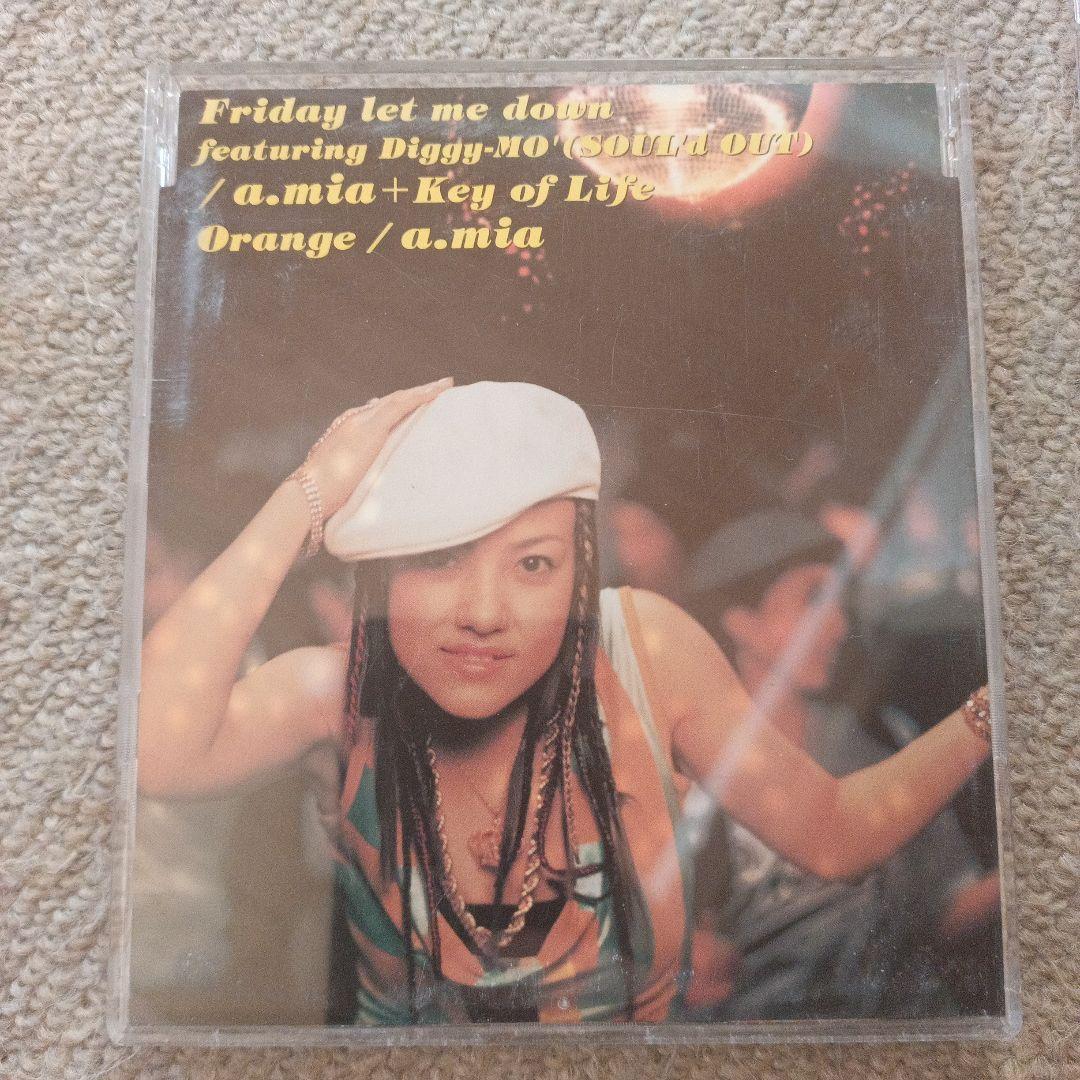 Friday let me down
featuring Diggy-MO'(SOUL'd OUT)
/ a.mia+Key of Life
Orange / a.mia